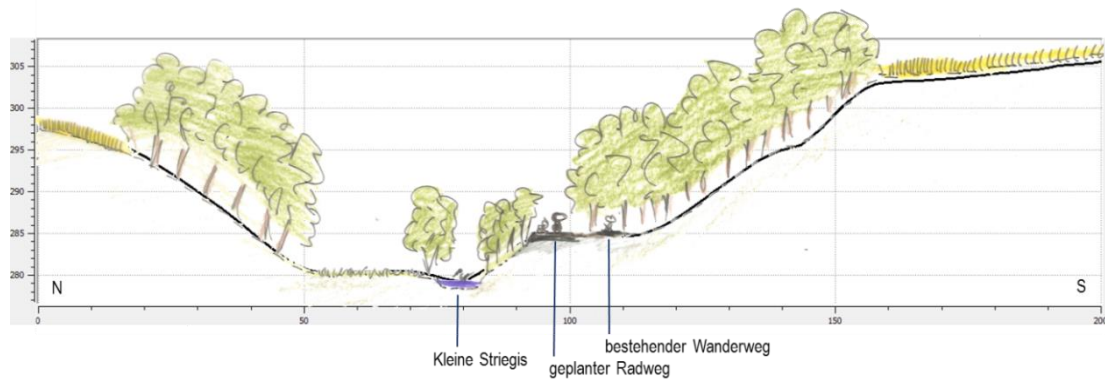 305
300
295
290
285
280
N
S
0
50
100
150
200
Kleine Striegis
geplanter Radweg
bestehender Wanderweg